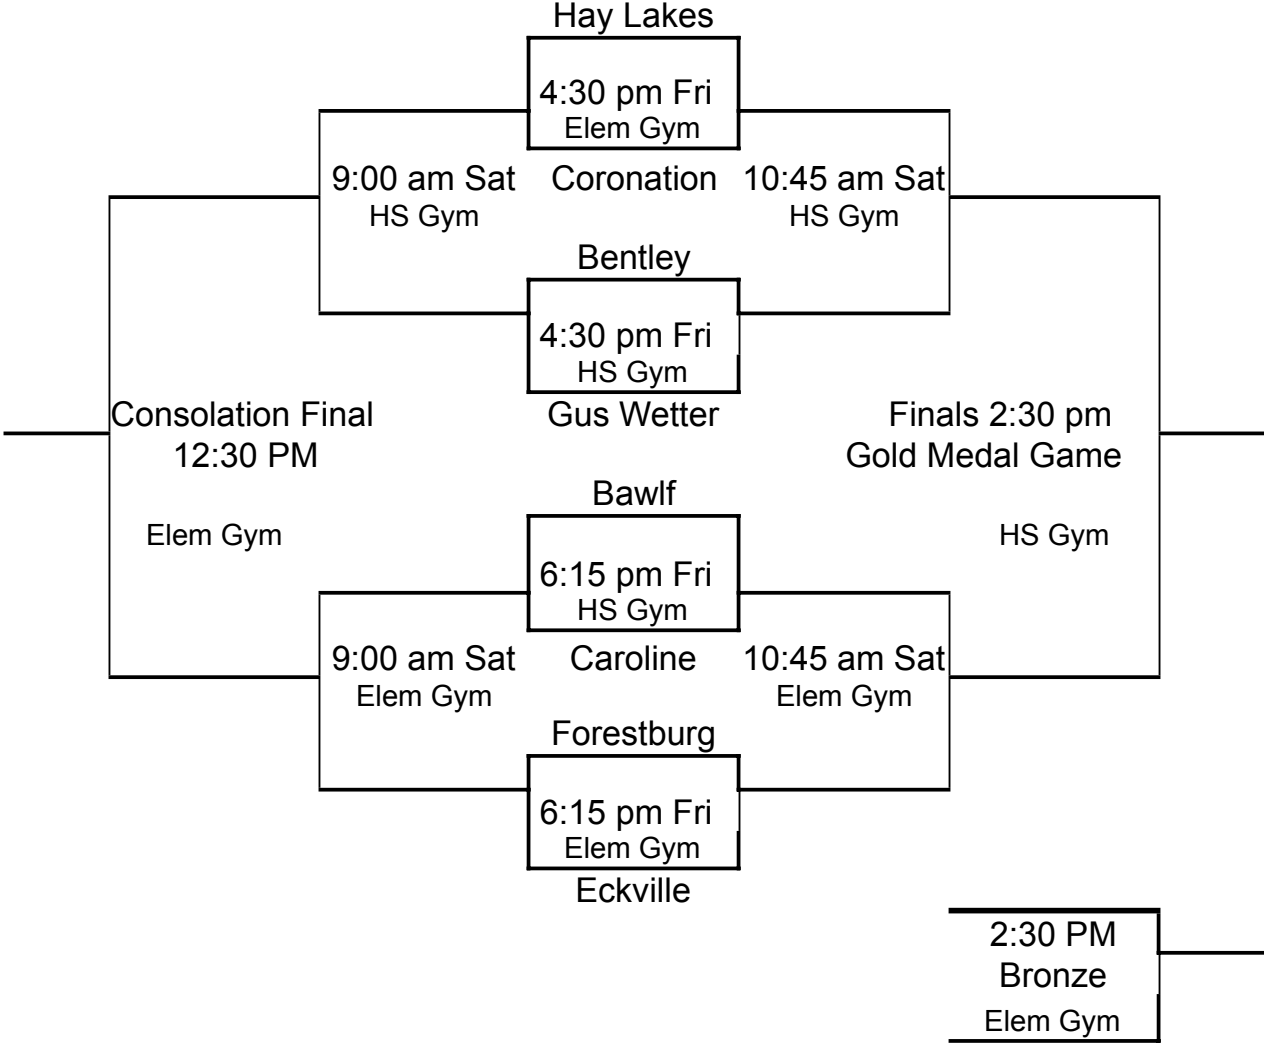 Hay Lakes
4:30 pm Fri
Elem Gym
9:00 am Sat
HS Gym
Coronation
10:45 am Sat
HS Gym
Bentley
4:30 pm Fri
HS Gym
Gus Wetter
Consolation Final
12:30 PM
Elem Gym
Finals 2:30 pm
Gold Medal Game
HS Gym
Bawlf
6:15 pm Fri
HS Gym
9:00 am Sat
Elem Gym
Caroline
10:45 am Sat
Elem Gym
Forestburg
6:15 pm Fri
Elem Gym
Eckville
2:30 PM
Bronze
Elem Gym